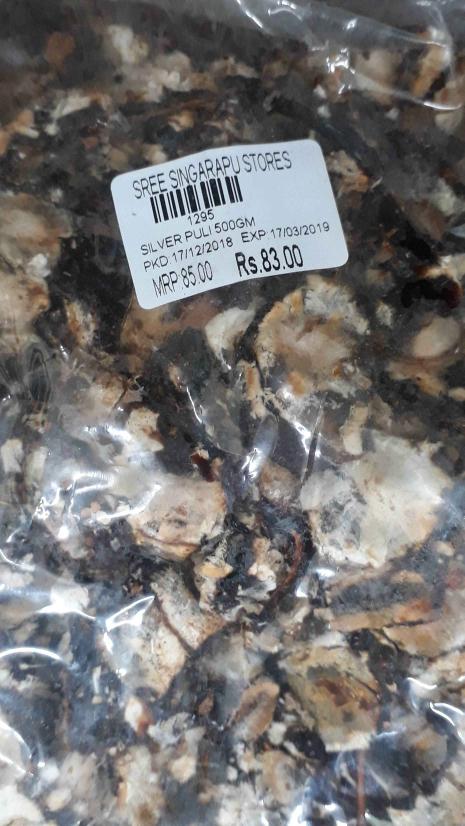 SREE SINGARAPU STORES
1295
SILVER PULI 500GM
PKD:17/12/2018 EXP:17/03/2019
MRP:85.00 Rs.83.00